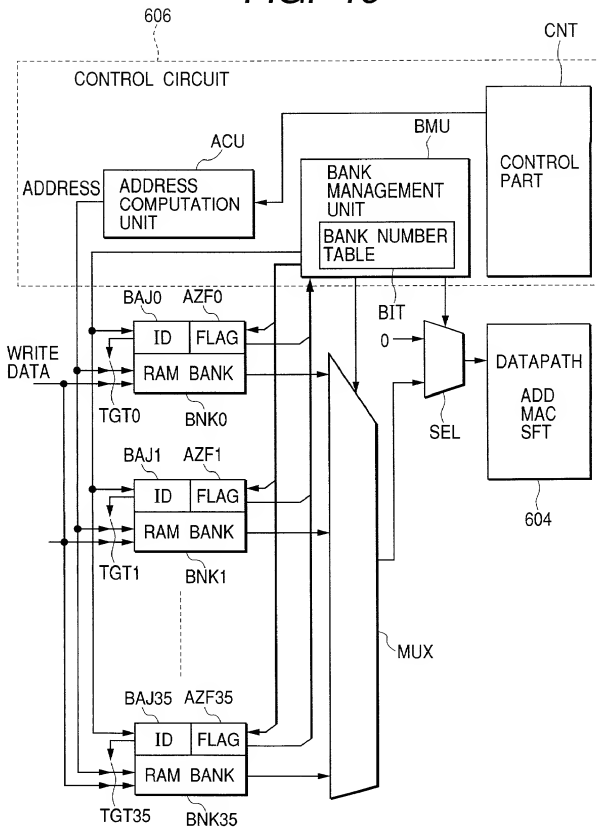 606
CNT
CONTROL CIRCUIT
ACU
BMU
ADDRESS
ADDRESS
COMPUTATION
UNIT
BANK
MANAGEMENT
UNIT
BANK NUMBER
TABLE
CONTROL
PART
BAJ0
AZF0
BIT
WRITE
DATA
ID
FLAG
RAM BANK
TGT0
BNK0
0
SEL
DATAPATH
ADD
MAC
SFT
604
BAJ1
AZF1
ID
FLAG
RAM BANK
TGT1
BNK1
MUX
BAJ35
AZF35
ID
FLAG
RAM BANK
TGT35
BNK35